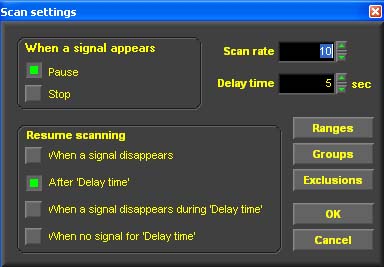 Scan settings
When a signal appears
Pause
Stop
Scan rate 10
Delay time 5 sec
Resume scanning
When a signal disappears
After 'Delay time'
When a signal disappears during 'Delay time'
When no signal for 'Delay time'
Ranges
Groups
Exclusions
OK
Cancel